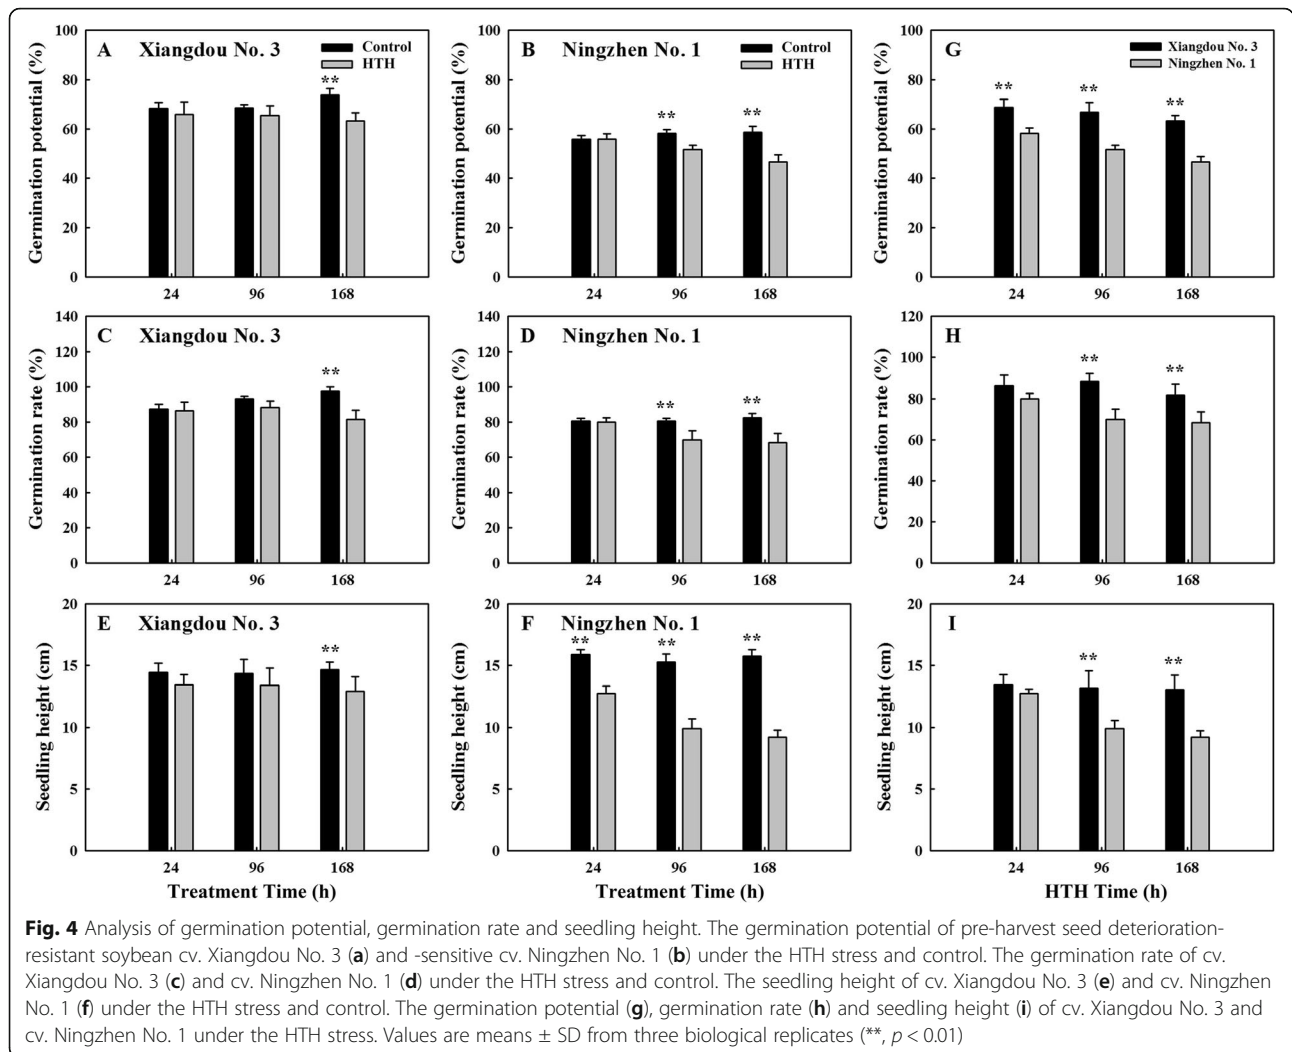 A Xiangdou No. 3
Control
HTH
**
Germination potential (%)
100
80
60
40
20
0
24 96 168
B Ningzhen No. 1
Control
HTH
** **
Germination potential (%)
100
80
60
40
20
0
24 96 168
G
Xiangdou No. 3
Ningzhen No. 1
** ** **
Germination potential (%)
100
80
60
40
20
0
24 96 168
C Xiangdou No. 3
**
Germination rate (%)
140
120
100
80
60
40
20
0
24 96 168
D Ningzhen No. 1
** **
Germination rate (%)
140
120
100
80
60
40
20
0
24 96 168
H
** **
Germination rate (%)
120
100
80
60
40
20
0
24 96 168
E Xiangdou No. 3
**
Seedling height (cm)
20
15
10
5
0
24 96 168
Treatment Time (h)
F Ningzhen No. 1
** ** **
Seedling height (cm)
20
15
10
5
0
24 96 168
Treatment Time (h)
I
** **
Seedling height (cm)
20
15
10
5
0
24 96 168
HTH Time (h)
Fig. 4 Analysis of germination potential, germination rate and seedling height. The germination potential of pre-harvest seed deterioration-
resistant soybean cv. Xiangdou No. 3 (a) and -sensitive cv. Ningzhen No. 1 (b) under the HTH stress and control. The germination rate of cv.
Xiangdou No. 3 (c) and cv. Ningzhen No. 1 (d) under the HTH stress and control. The seedling height of cv. Xiangdou No. 3 (e) and cv. Ningzhen
No. 1 (f) under the HTH stress and control. The germination potential (g), germination rate (h) and seedling height (i) of cv. Xiangdou No. 3 and
cv. Ningzhen No. 1 under the HTH stress. Values are means ± SD from three biological replicates (**, p < 0.01)